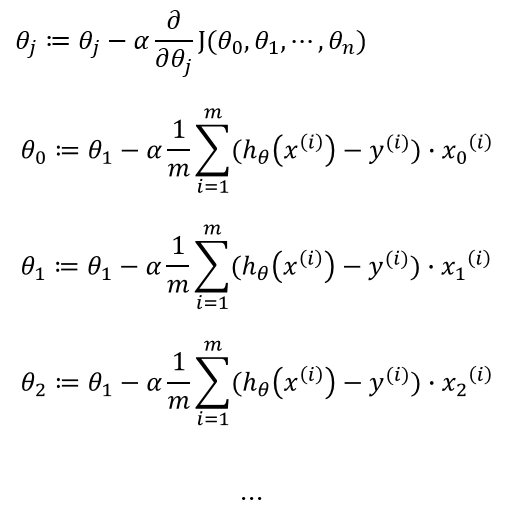 θⱼ ≔ θⱼ − α ∂/∂θⱼ J(θ₀, θ₁, ⋯ , θₙ)
θ₀ ≔ θ₁ − α 1/m ∑ᵢ₌₁ᵐ (h_θ(x⁽ⁱ⁾) − y⁽ⁱ⁾) · x₀⁽ⁱ⁾
θ₁ ≔ θ₁ − α 1/m ∑ᵢ₌₁ᵐ (h_θ(x⁽ⁱ⁾) − y⁽ⁱ⁾) · x₁⁽ⁱ⁾
θ₂ ≔ θ₁ − α 1/m ∑ᵢ₌₁ᵐ (h_θ(x⁽ⁱ⁾) − y⁽ⁱ⁾) · x₂⁽ⁱ⁾
…